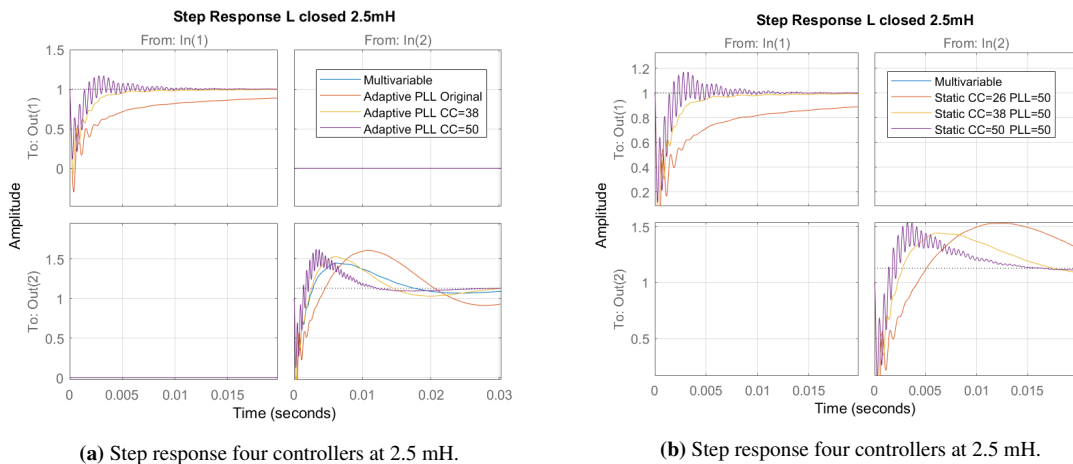 Step Response L closed 2.5mH
From: In(1)
From: In(2)
1.5
1
0.5
0
To: Out(1)
Multivariable
Adaptive PLL Original
Adaptive PLL CC=38
Adaptive PLL CC=50
Amplitude
1.5
1
0.5
0
To: Out(2)
0
0.005
0.01
0.015
0
0.01
0.02
0.03
Time (seconds)
(a) Step response four controllers at 2.5 mH.
Step Response L closed 2.5mH
From: In(1)
From: In(2)
1.2
1
0.8
0.6
0.4
0.2
To: Out(1)
Multivariable
Static CC=26 PLL=50
Static CC=38 PLL=50
Static CC=50 PLL=50
Amplitude
1.5
1
0.5
To: Out(2)
0
0.005
0.01
0.015
0
0.005
0.01
0.015
Time (seconds)
(b) Step response four controllers at 2.5 mH.